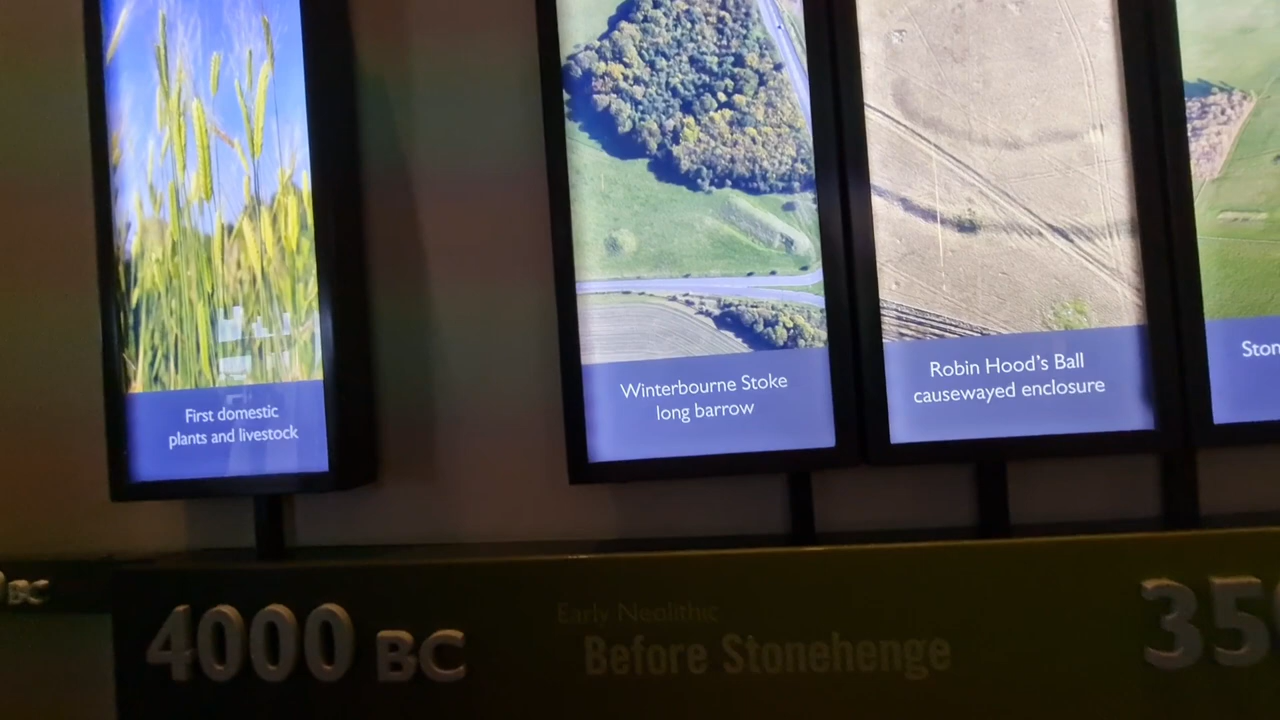 First domestic
plants and livestock
Winterbourne Stoke
long barrow
Robin Hood's Ball
causewayed enclosure
BC
4000 BC
Early Neolithic
Before Stonehenge